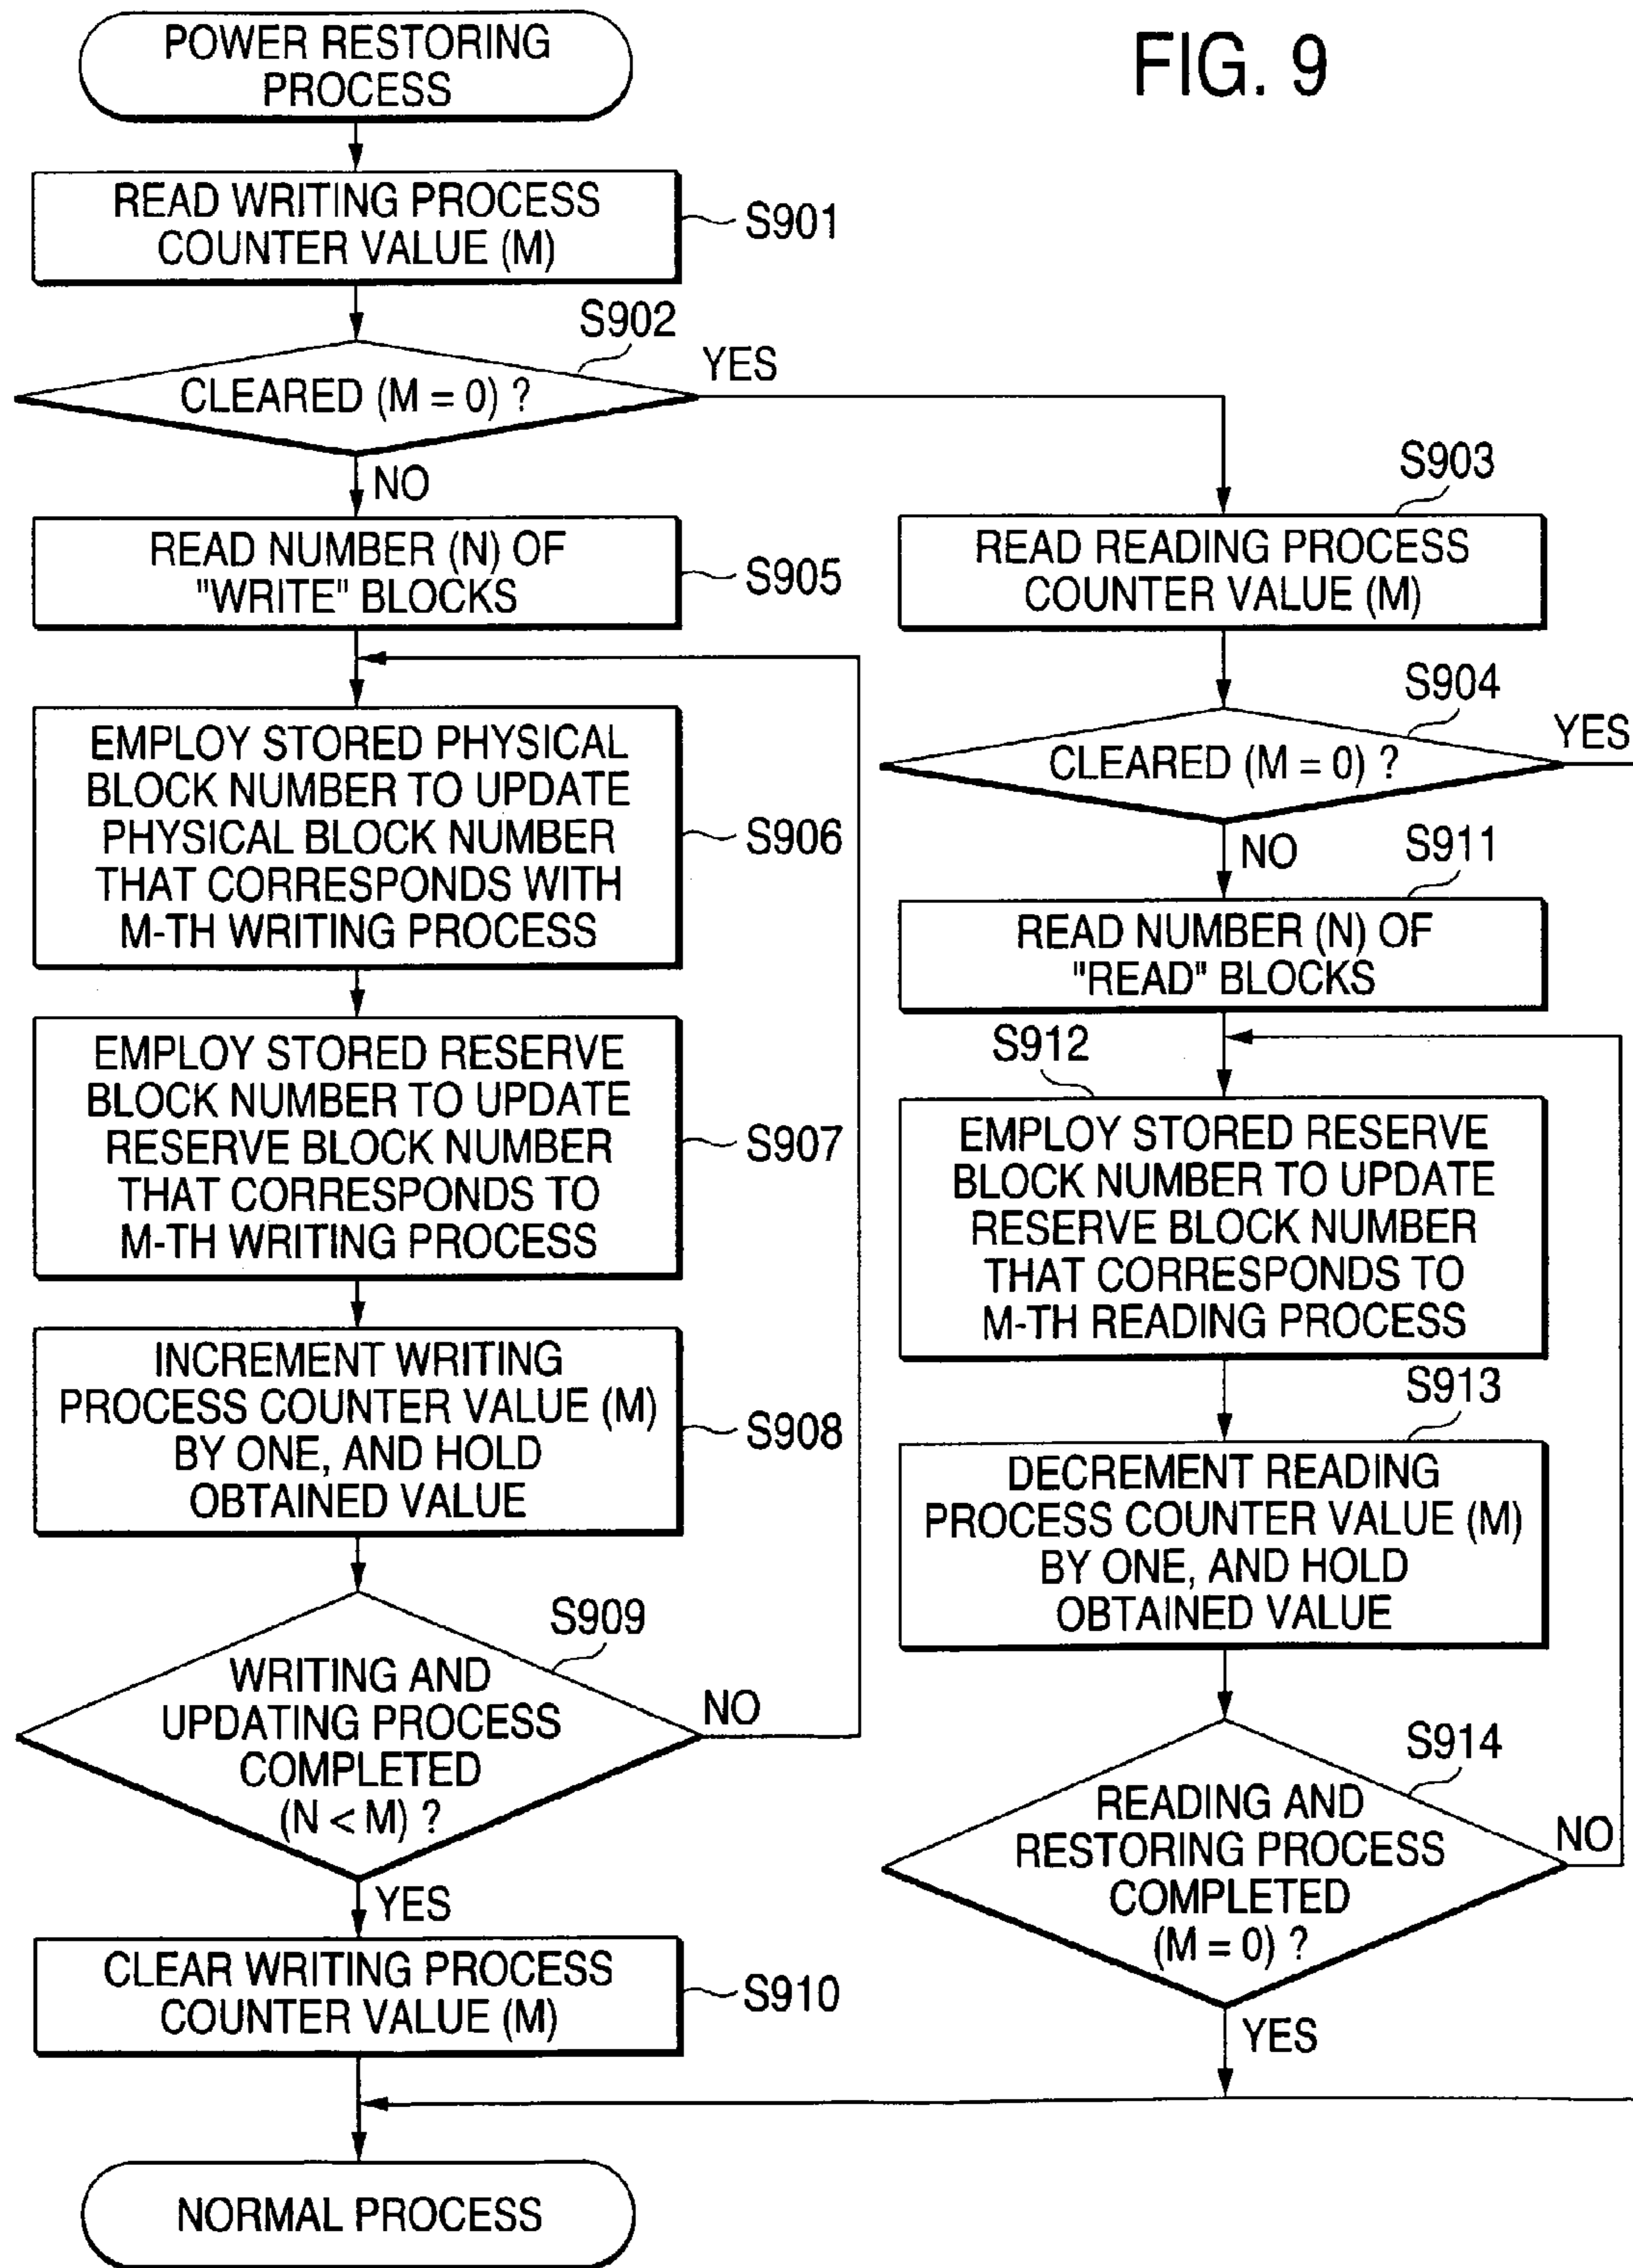 FIG. 9
POWER RESTORING
PROCESS
READ WRITING PROCESS
COUNTER VALUE (M)
S901
S902
CLEARED (M = 0) ?
YES
NO
READ NUMBER (N) OF
"WRITE" BLOCKS
S905
EMPLOY STORED PHYSICAL
BLOCK NUMBER TO UPDATE
PHYSICAL BLOCK NUMBER
THAT CORRESPONDS WITH
M-TH WRITING PROCESS
S906
EMPLOY STORED RESERVE
BLOCK NUMBER TO UPDATE
RESERVE BLOCK NUMBER
THAT CORRESPONDS TO
M-TH WRITING PROCESS
S907
INCREMENT WRITING
PROCESS COUNTER VALUE (M)
BY ONE, AND HOLD
OBTAINED VALUE
S908
S909
WRITING AND
UPDATING PROCESS
COMPLETED
(N < M) ?
NO
YES
CLEAR WRITING PROCESS
COUNTER VALUE (M)
S910
NORMAL PROCESS
S903
READ READING PROCESS
COUNTER VALUE (M)
S904
CLEARED (M = 0) ?
YES
NO
S911
READ NUMBER (N) OF
"READ" BLOCKS
S912
EMPLOY STORED RESERVE
BLOCK NUMBER TO UPDATE
RESERVE BLOCK NUMBER
THAT CORRESPONDS TO
M-TH READING PROCESS
S913
DECREMENT READING
PROCESS COUNTER VALUE (M)
BY ONE, AND HOLD
OBTAINED VALUE
S914
READING AND
RESTORING PROCESS
COMPLETED
(M = 0) ?
NO
YES